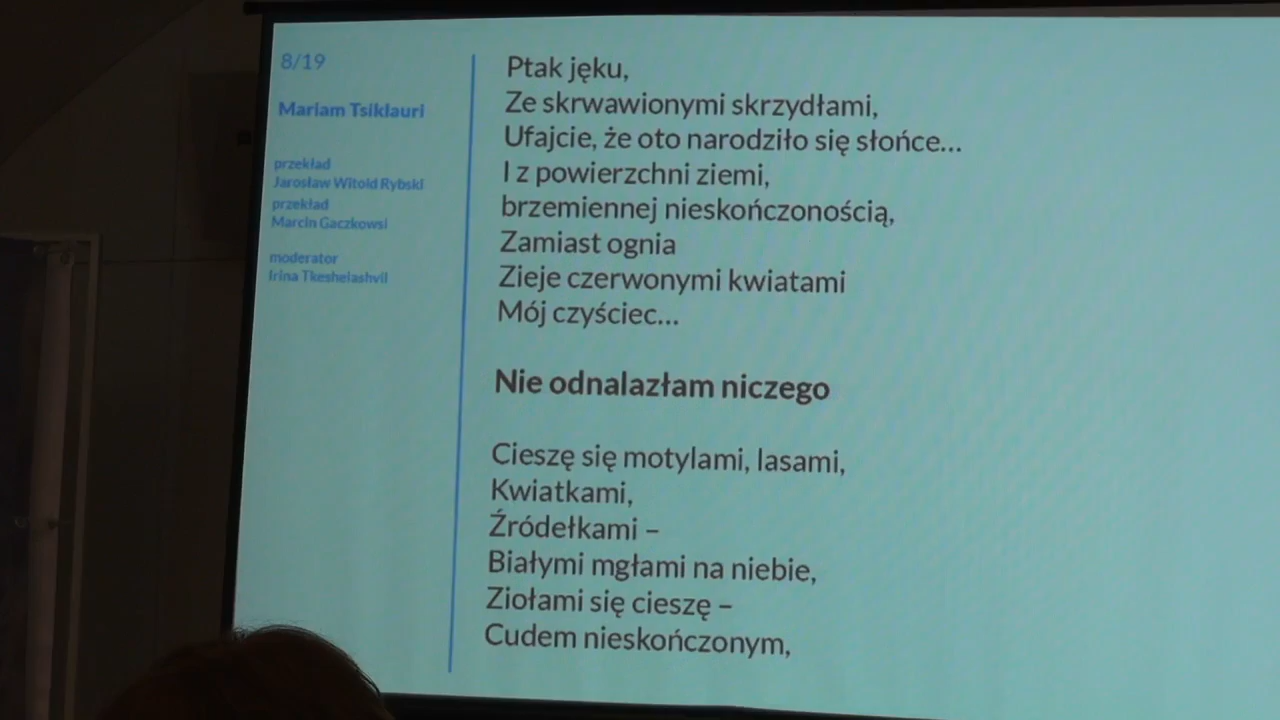 8/19
Mariam Tsiklauri
przekład
Jarosław Witold Rybski
przekład
Marcin Gaczkowsi
moderator
Irina Tkeshelashvil
Ptak jęku,
Ze skrwawionymi skrzydłami,
Ufajcie, że oto narodziło się słońce...
I z powierzchni ziemi,
brzemiennej nieskończonością,
Zamiast ognia
Zieje czerwonymi kwiatami
Mój czyściec...
Nie odnalazłam niczego
Cieszę się motylami, lasami,
Kwiatkami,
Źródełkami –
Białymi mgłami na niebie,
Ziołami się cieszę –
Cudem nieskończonym,